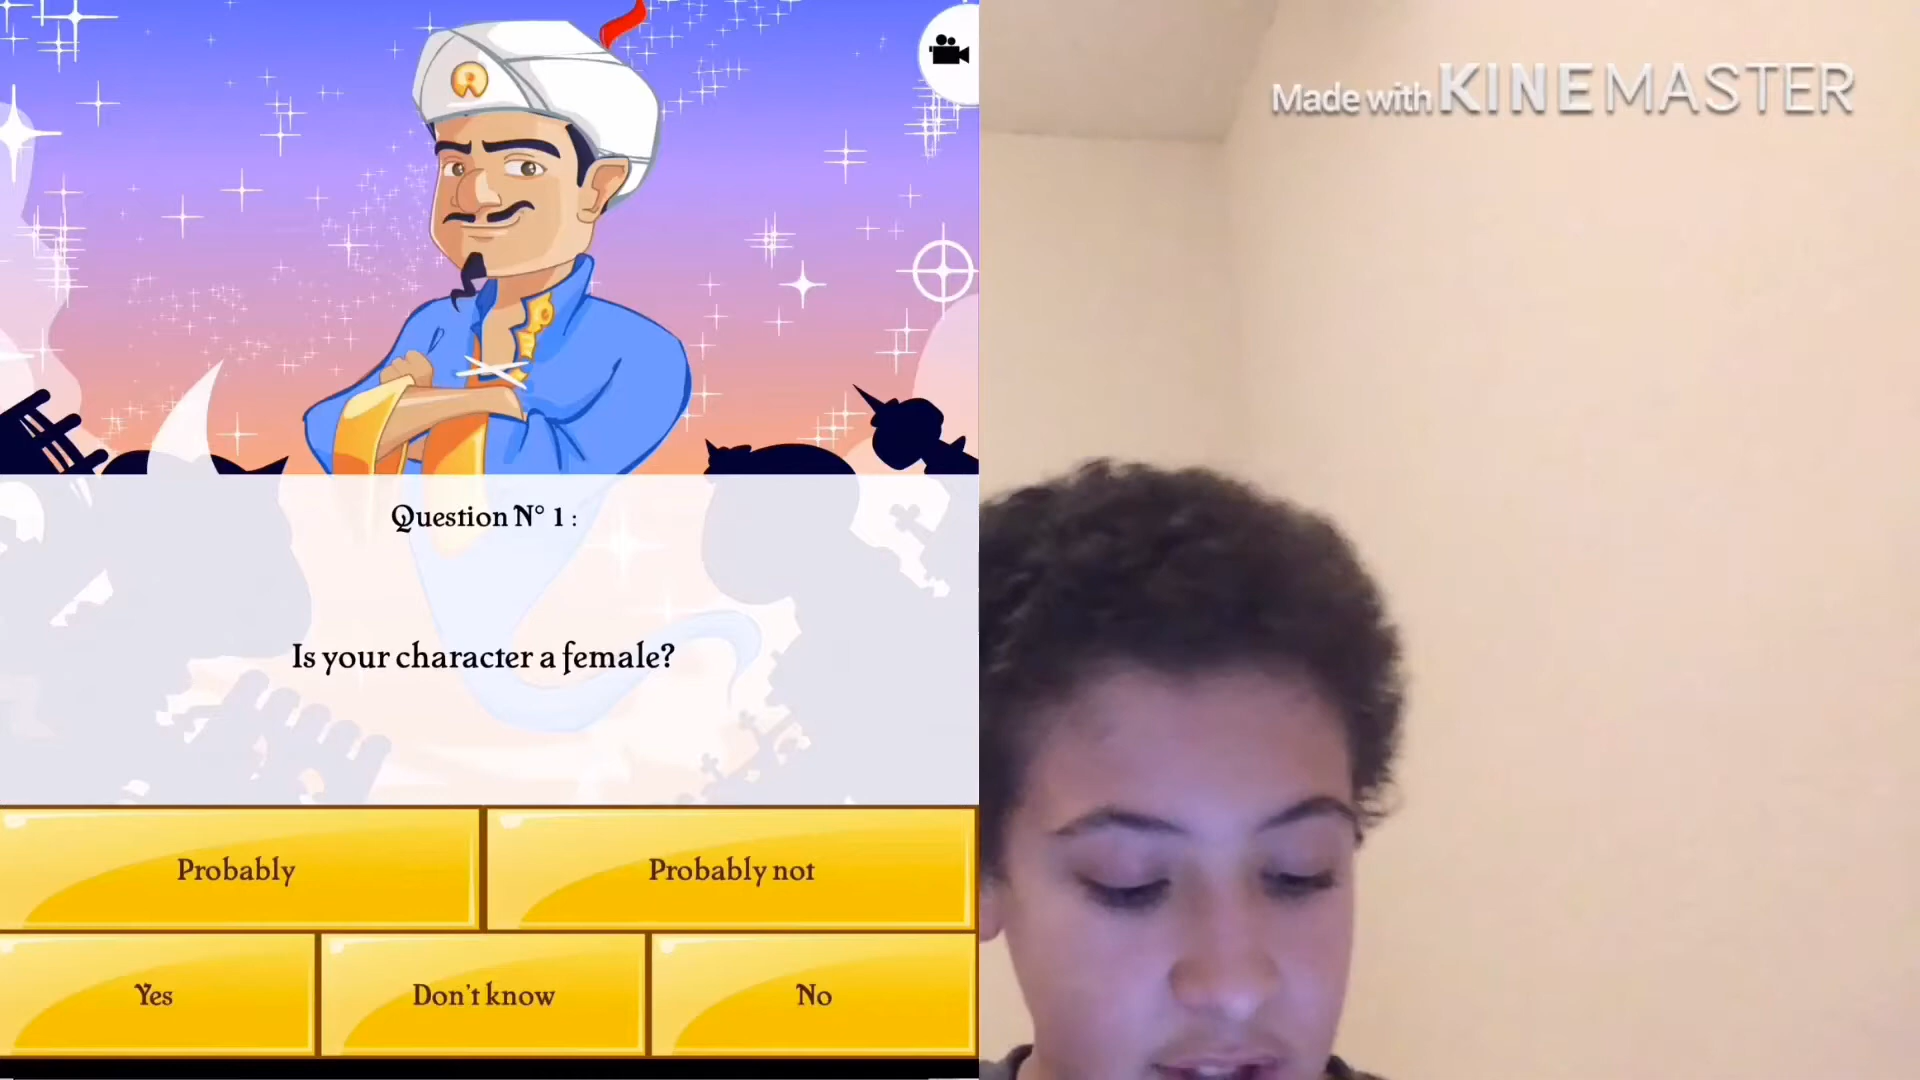 Made with KINEMASTER
Question N° 1 :
Is your character a female?
Probably
Probably not
Yes
Don't know
No